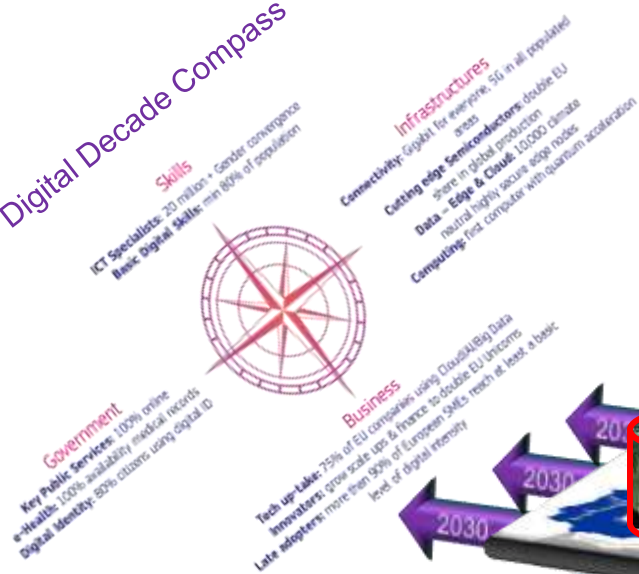 Digital Decade Compass
Skills
ICT Specialists: 20 million + Gender convergence
Basic Digital Skills: min 80% of population
Infrastructures
Connectivity: Gigabit for everyone, 5G in all populated
areas
Cutting edge Semiconductors: double EU
share in global production
Data – Edge & Cloud: 10,000 climate
neutral highly secure edge nodes
Computing: first computer with quantum acceleration
Government
Key Public Services: 100% online
e-Health: 100% availability medical records
Digital Identity: 80% citizens using digital ID
Business
Tech up-take: 75% of EU companies using Cloud/AI/Big Data
Innovators: grow scale ups & finance to double EU Unicorns
Late adopters: more than 90% of European SMEs reach at least a basic
level of digital intensity
2030
2030